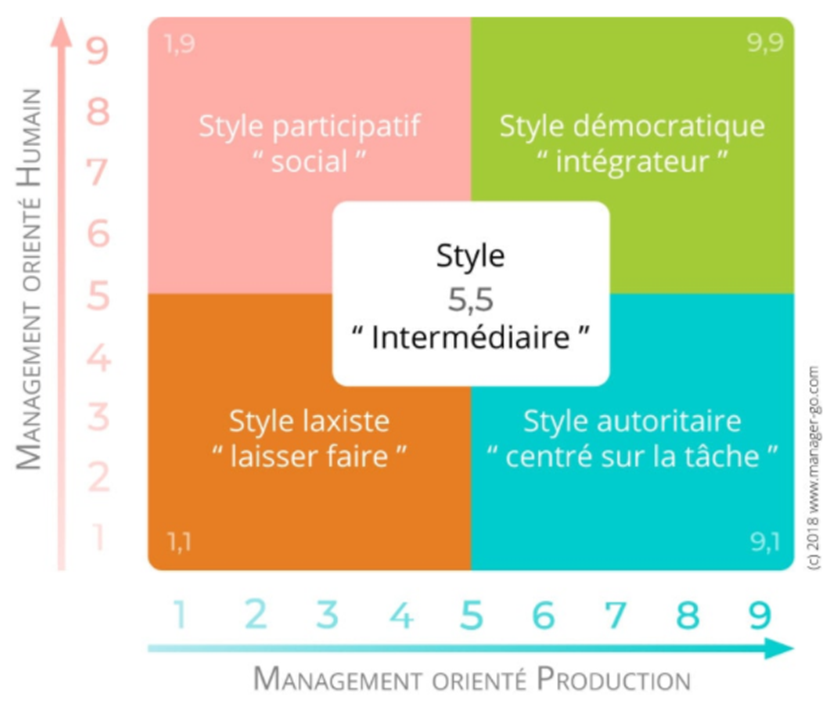 MANAGEMENT ORIENTÉ HUMAIN
9
8
7
6
5
4
3
2
1
1,9
9,9
Style participatif
“ social ”
Style démocratique
“ intégrateur ”
Style
5,5
“ Intermédiaire ”
Style laxiste
“ laisser faire ”
Style autoritaire
“ centré sur la tâche ”
1,1
9,1
1 2 3 4 5 6 7 8 9
MANAGEMENT ORIENTÉ PRODUCTION
(c) 2018 www.manager-go.com